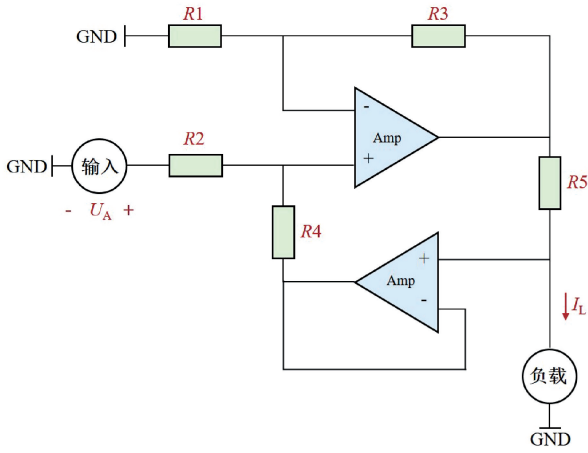 R1
R3
GND
-
Amp
+
R2
GND
输入
- UA +
R5
R4
+
Amp
-
IL
负载
GND